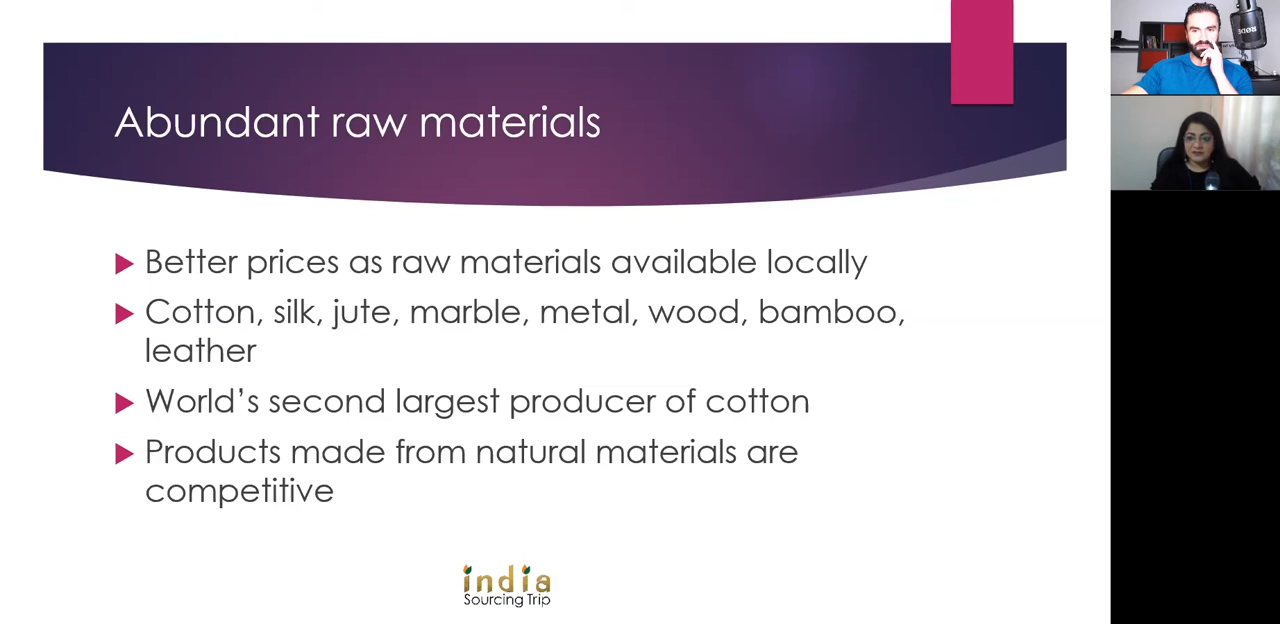 Abundant raw materials
Better prices as raw materials available locally
Cotton, silk, jute, marble, metal, wood, bamboo,
leather
World’s second largest producer of cotton
Products made from natural materials are
competitive
india
Sourcing Trip
RØDE